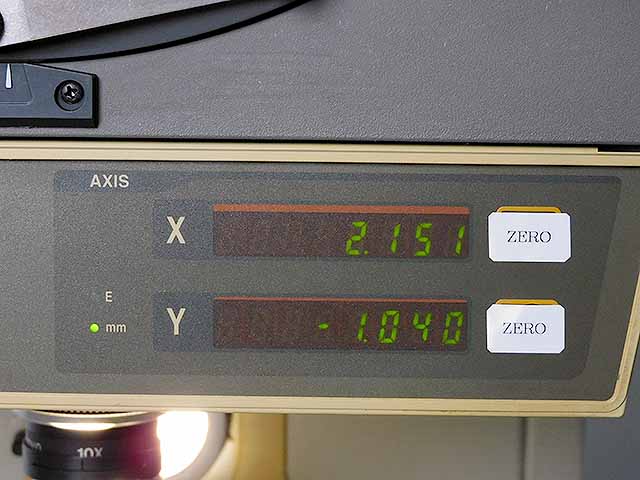 AXIS
X 2.151 ZERO
E
mm
Y -1.040 ZERO
10X